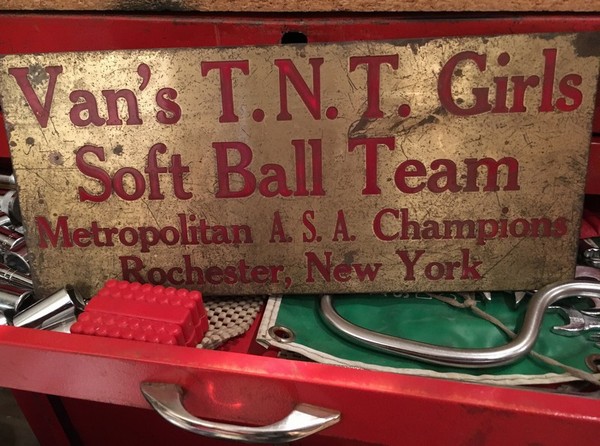 Van's T.N.T. Girls
Soft Ball Team
Metropolitan A.S.A. Champions
Rochester, New York